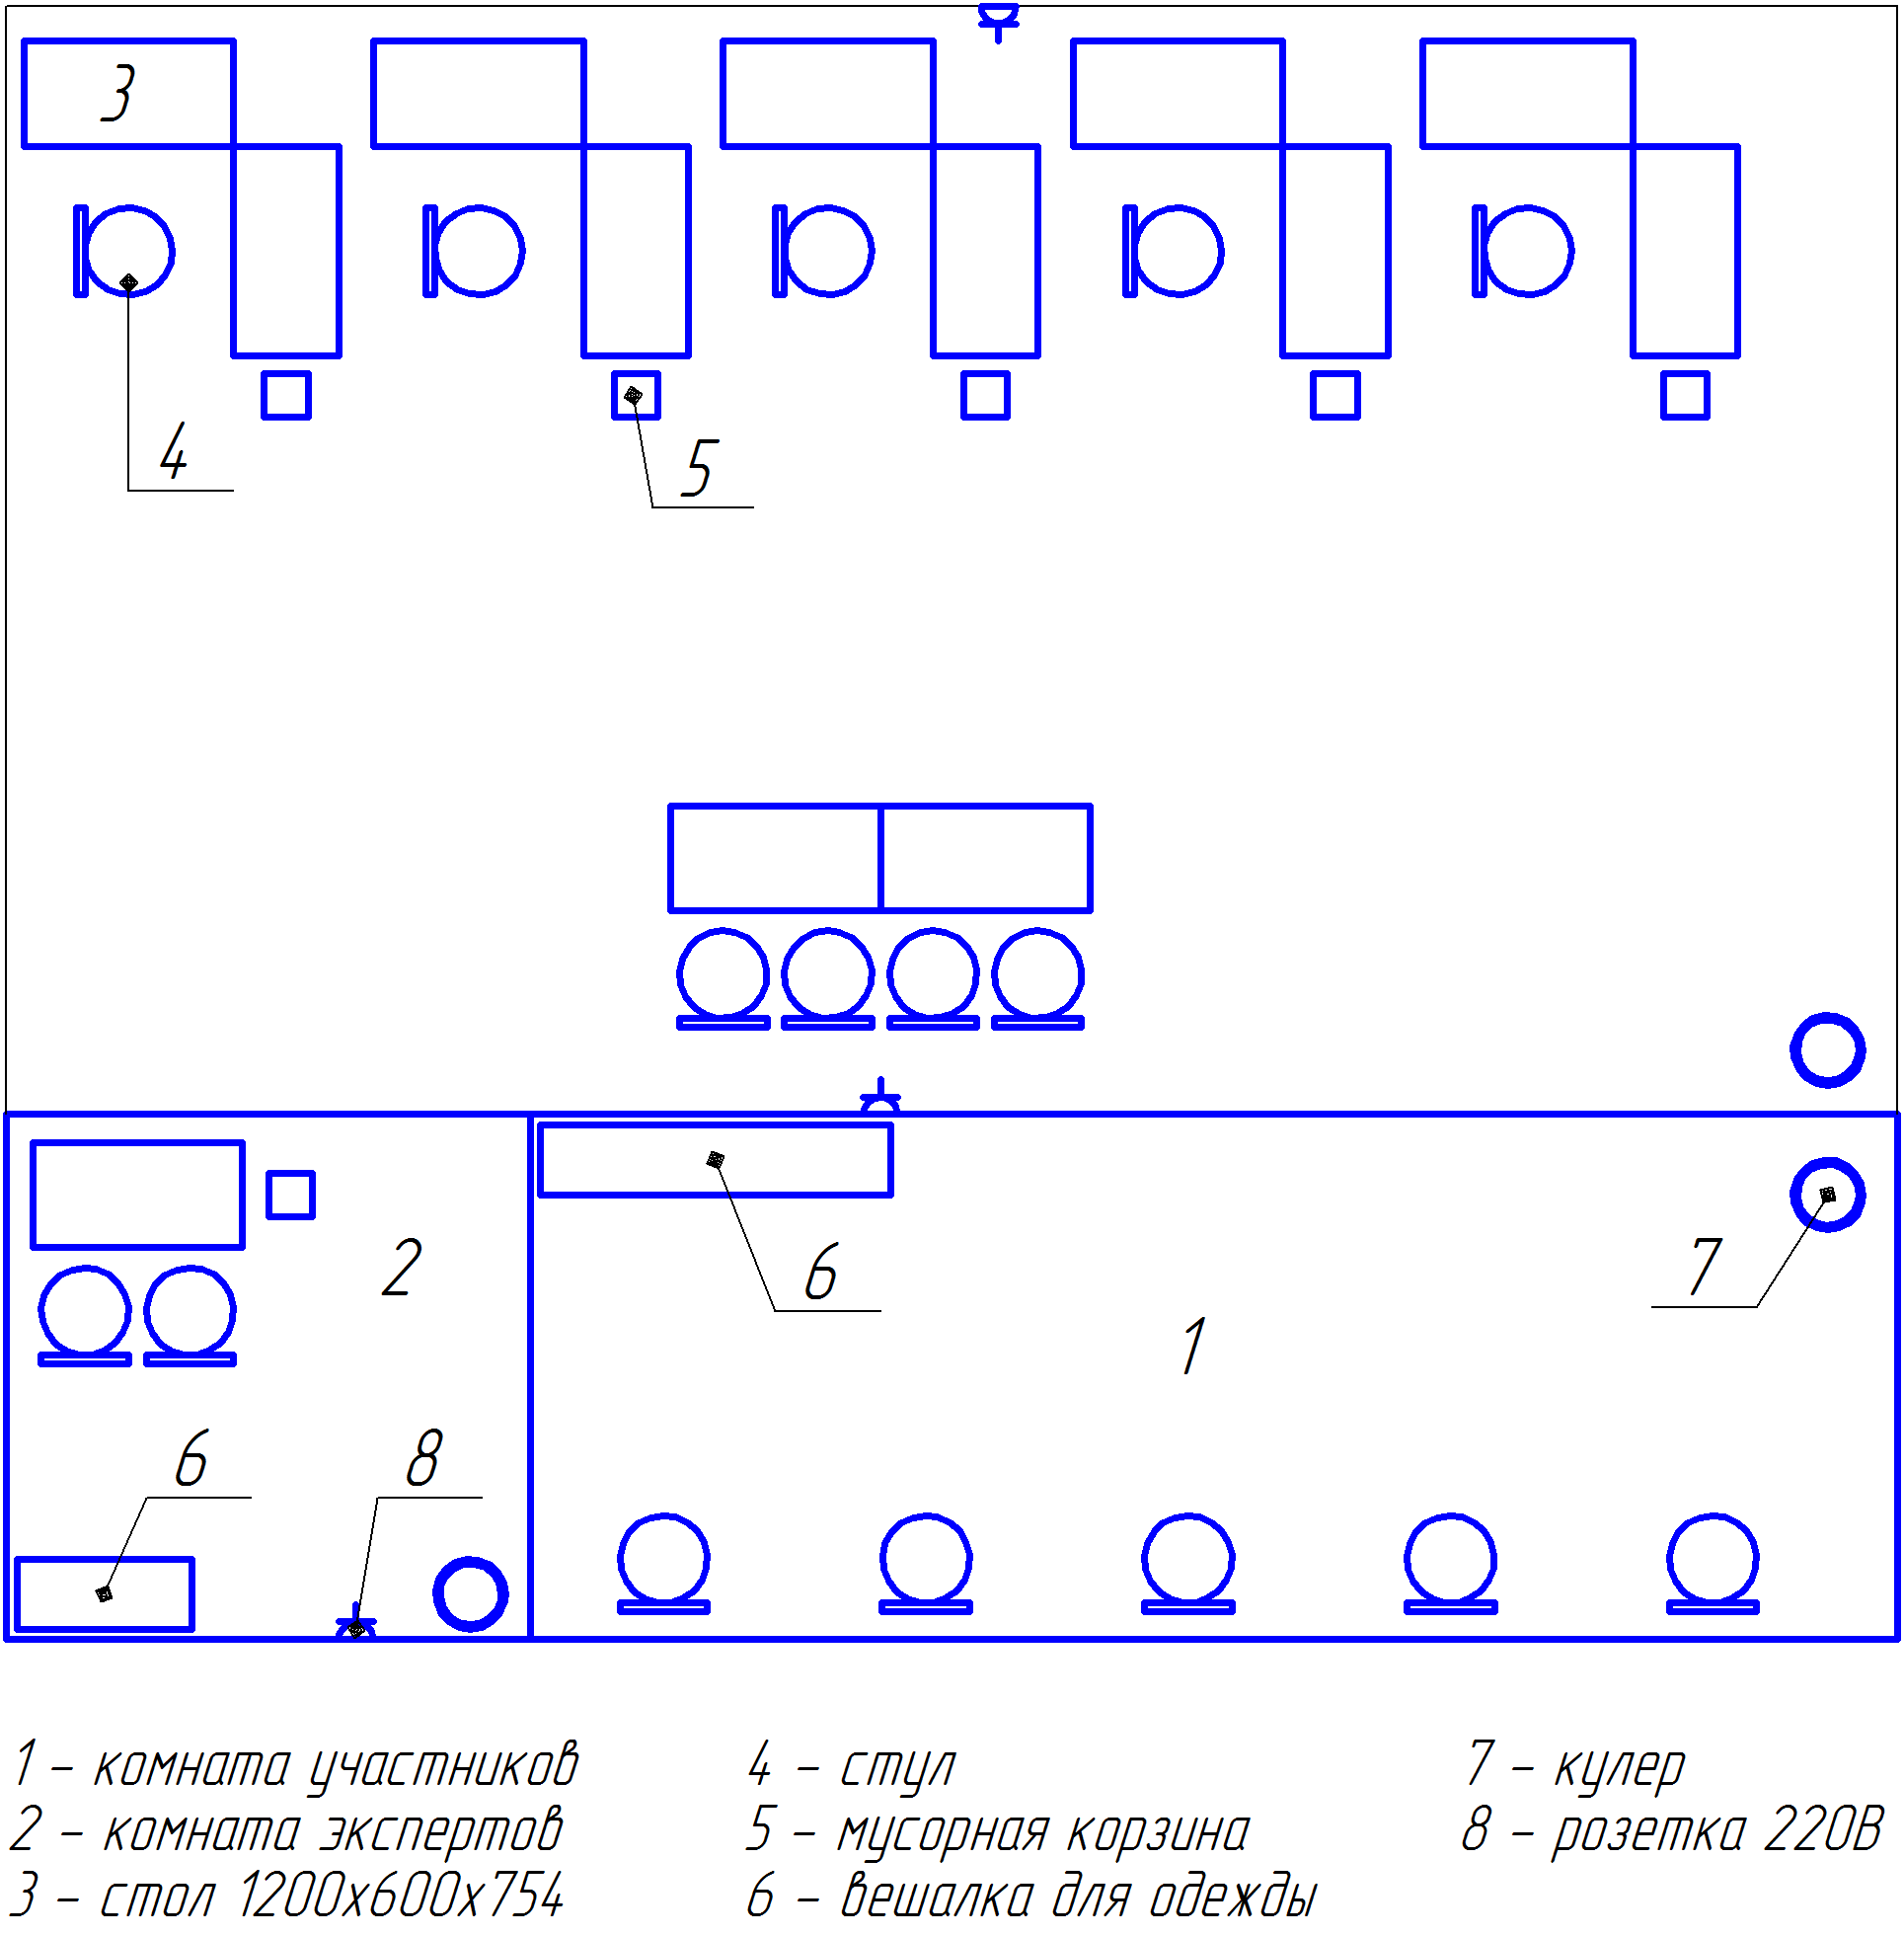 3
4
5
2
6
7
1
6
8
1 – комната участников
2 – комната экспертов
3 – стол 1200х600х754
4 – стул
5 – мусорная корзина
6 – вешалка для одежды
7 – кулер
8 – розетка 220В